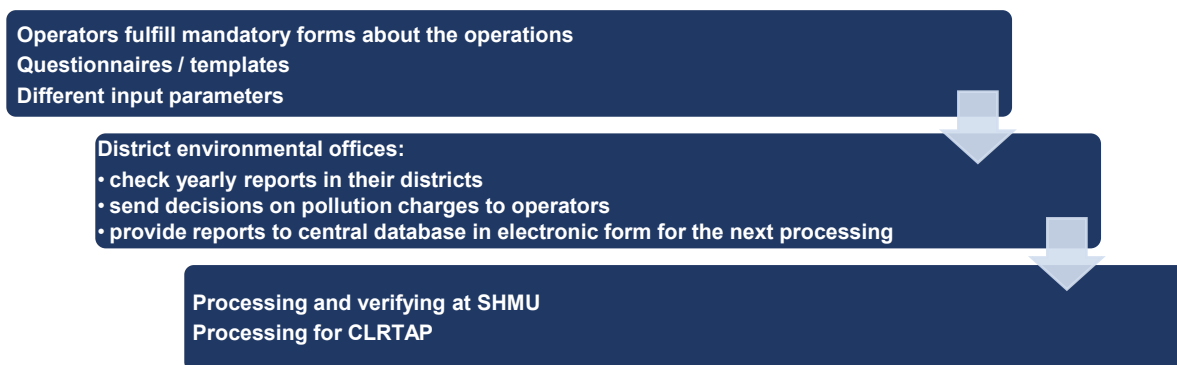 Operators fulfill mandatory forms about the operations
Questionnaires / templates
Different input parameters
District environmental offices:
• check yearly reports in their districts
• send decisions on pollution charges to operators
• provide reports to central database in electronic form for the next processing
Processing and verifying at SHMU
Processing for CLRTAP